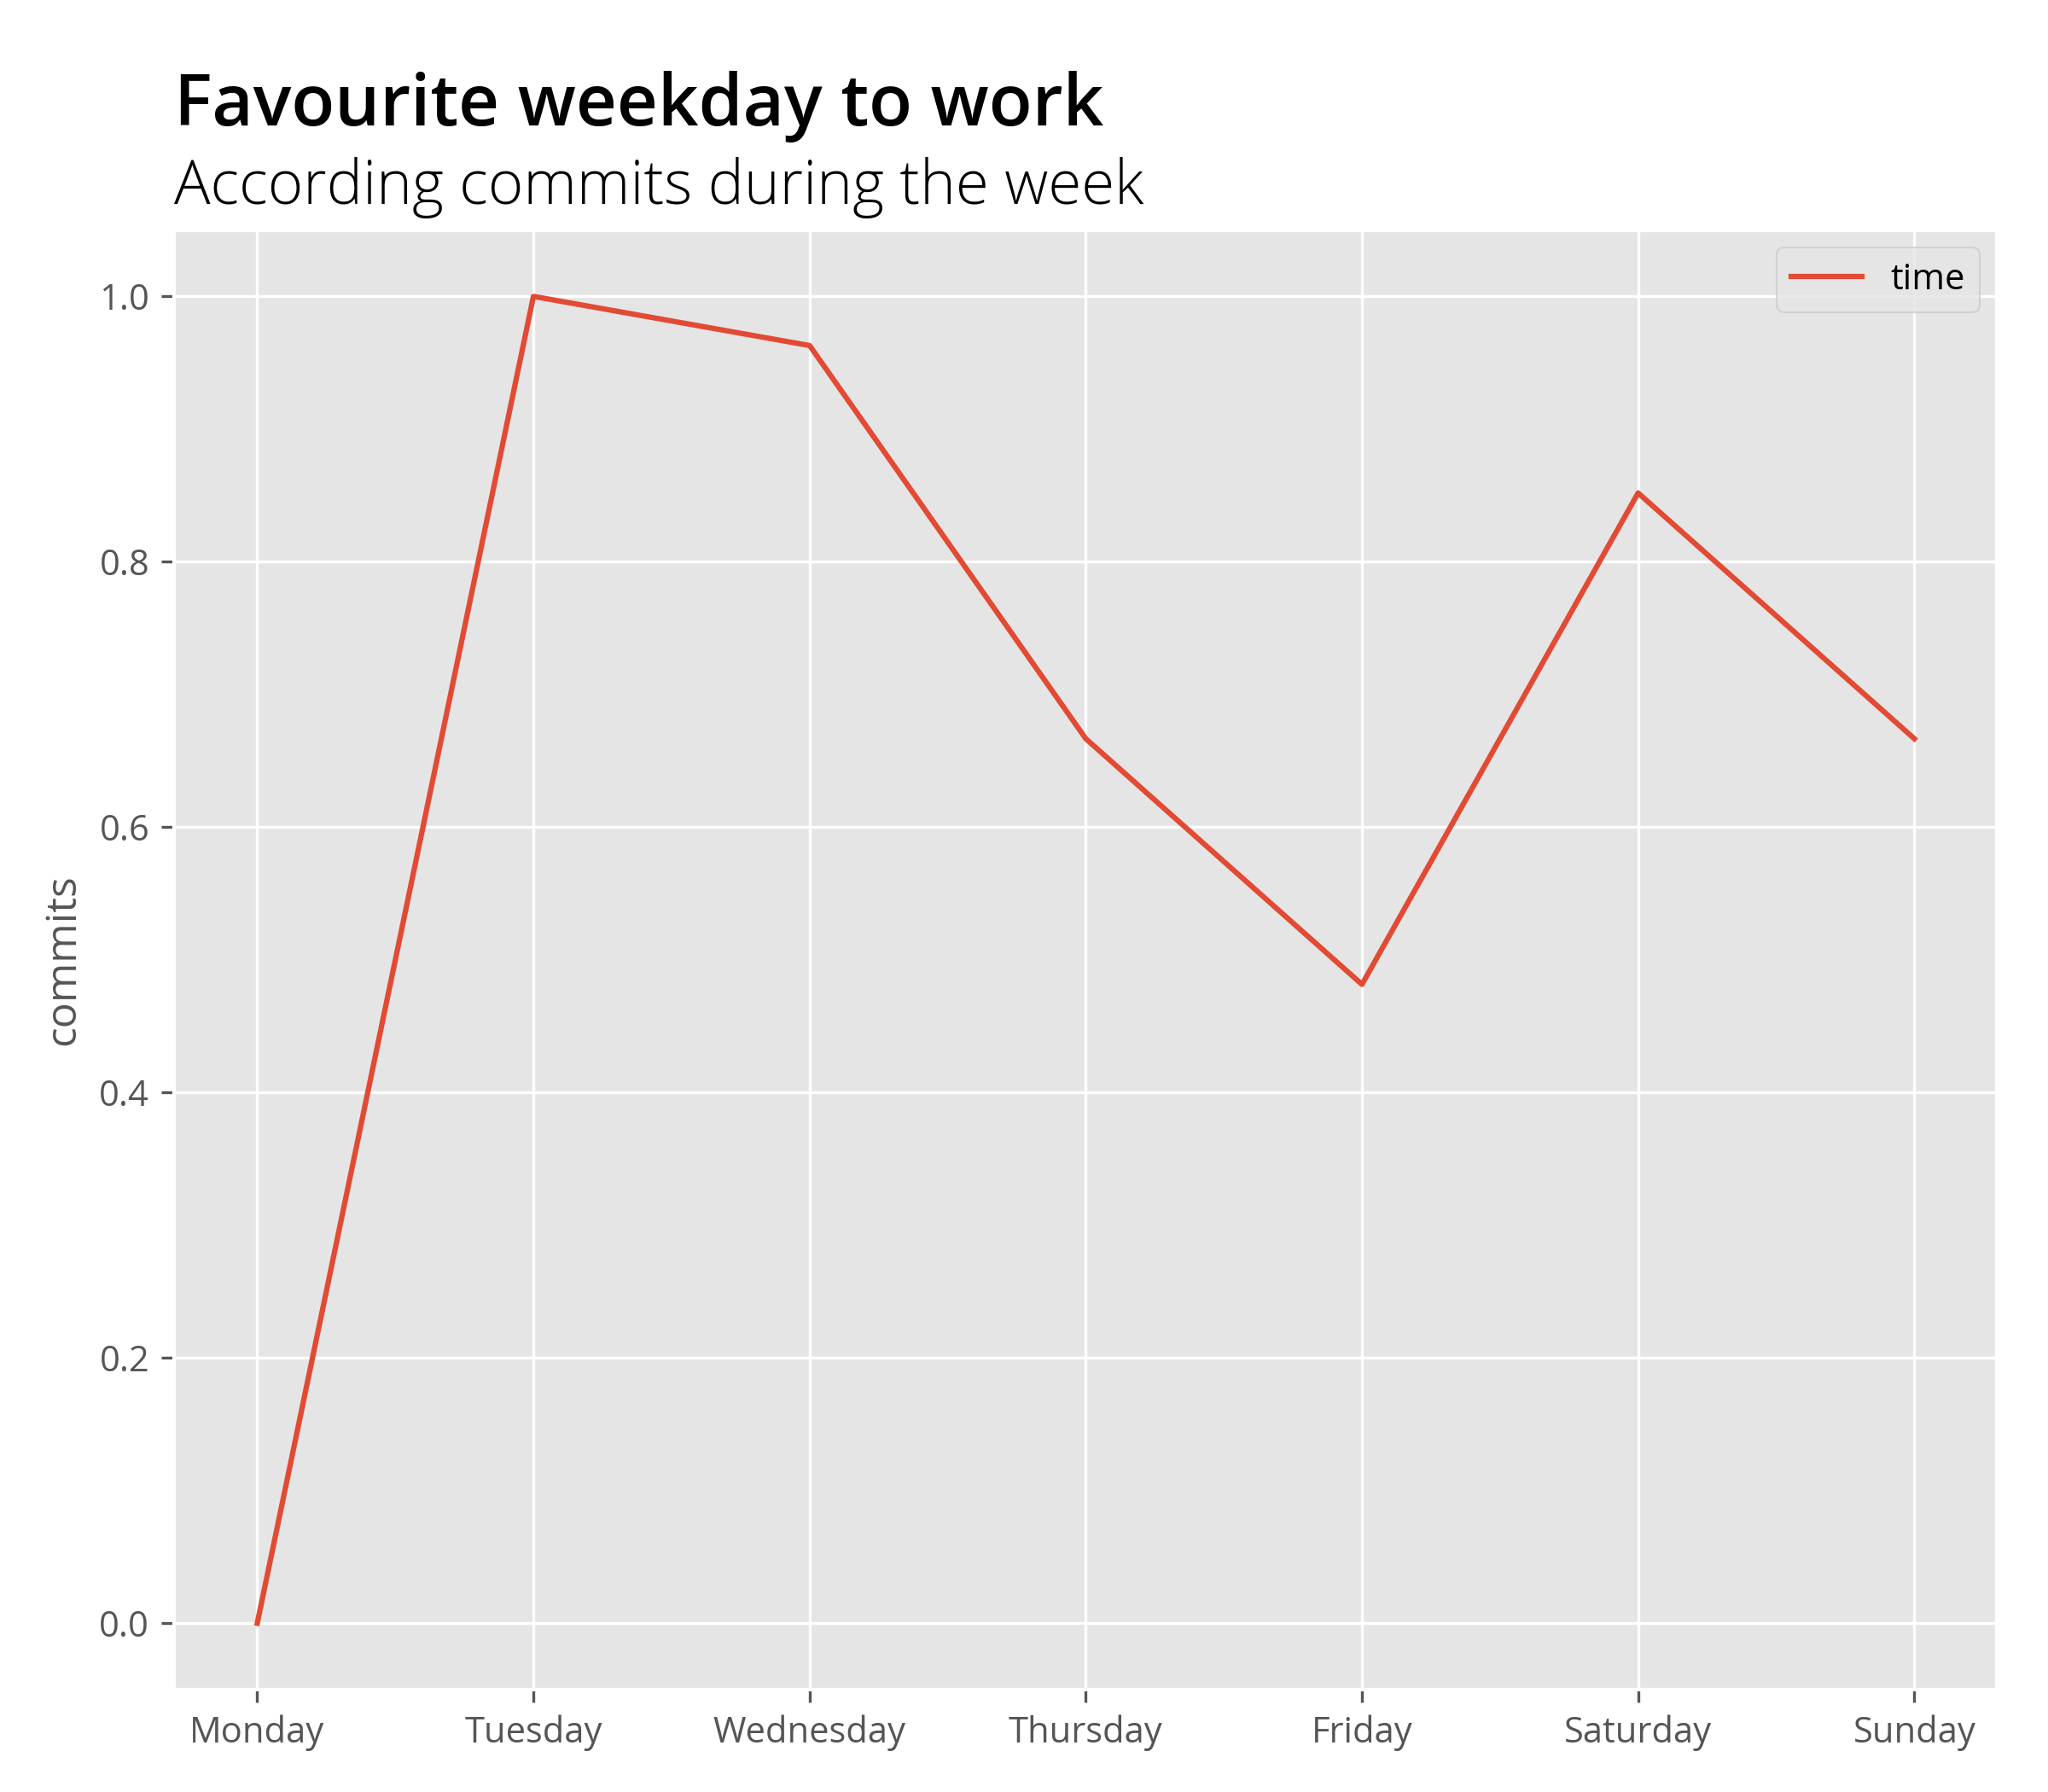 Favourite weekday to work
According commits during the week
time
commits
1.0
0.8
0.6
0.4
0.2
0.0
Monday Tuesday Wednesday Thursday Friday Saturday Sunday